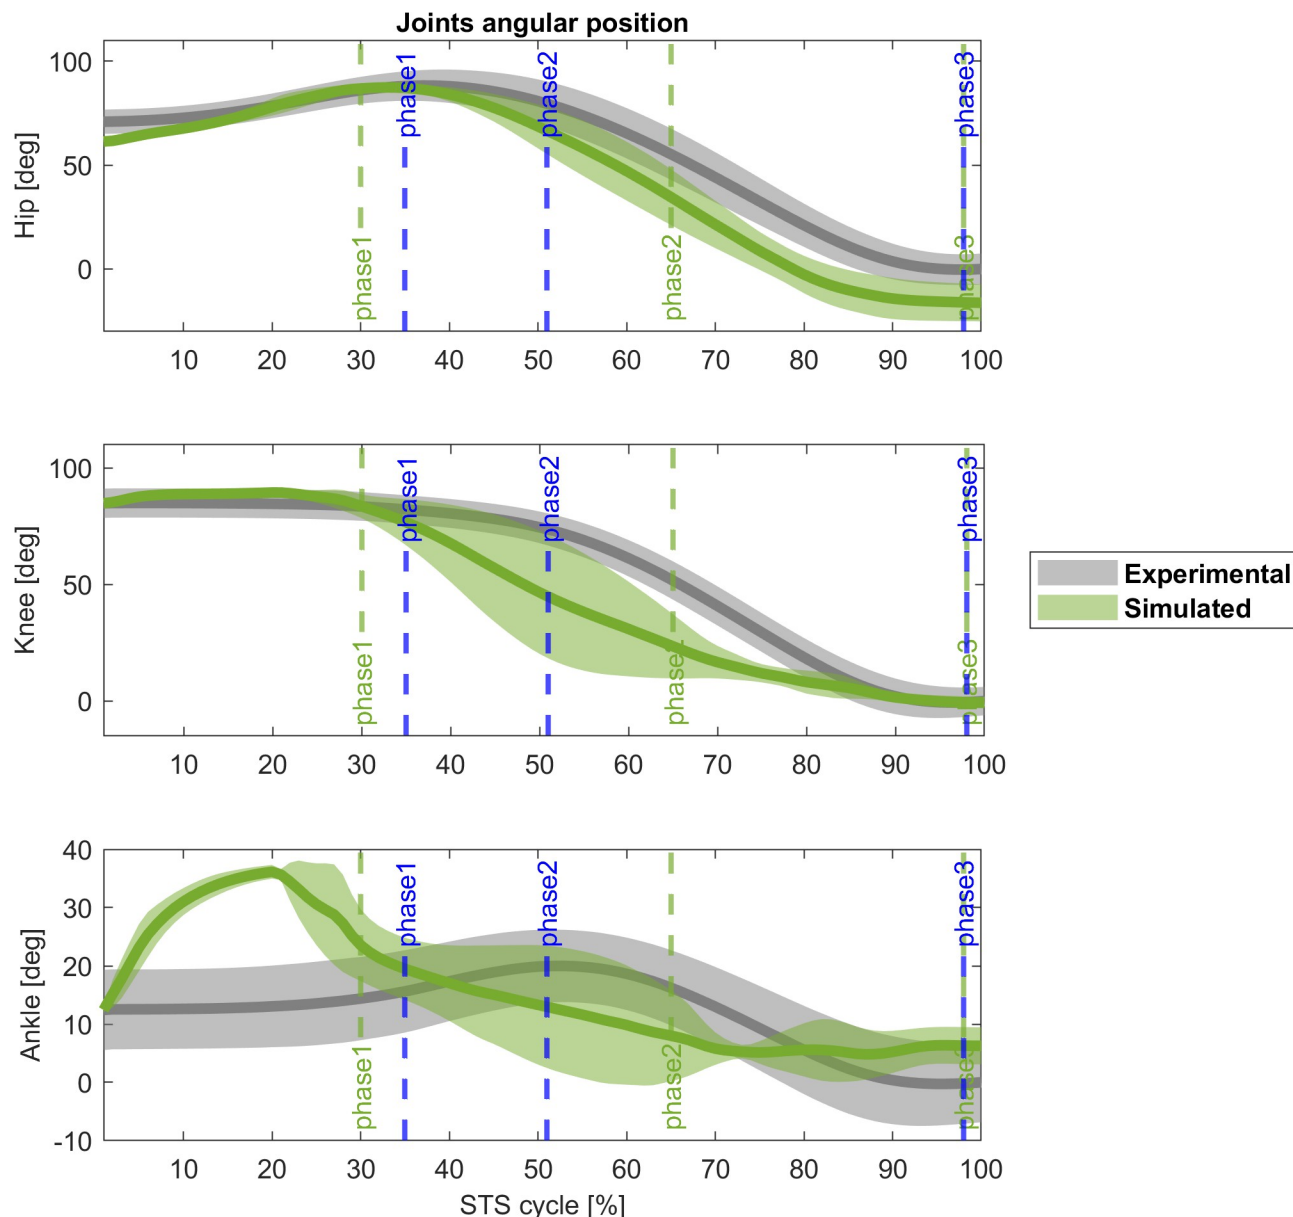 Joints angular position
Hip [deg]
100
50
0
phase1
phase1
phase2
phase2
phase3
phase3
10 20 30 40 50 60 70 80 90 100
Knee [deg]
100
50
0
phase1
phase1
phase2
phase2
phase3
phase3
10 20 30 40 50 60 70 80 90 100
Experimental
Simulated
Ankle [deg]
40
30
20
10
0
-10
phase1
phase1
phase2
phase2
phase3
phase3
10 20 30 40 50 60 70 80 90 100
STS cycle [%]